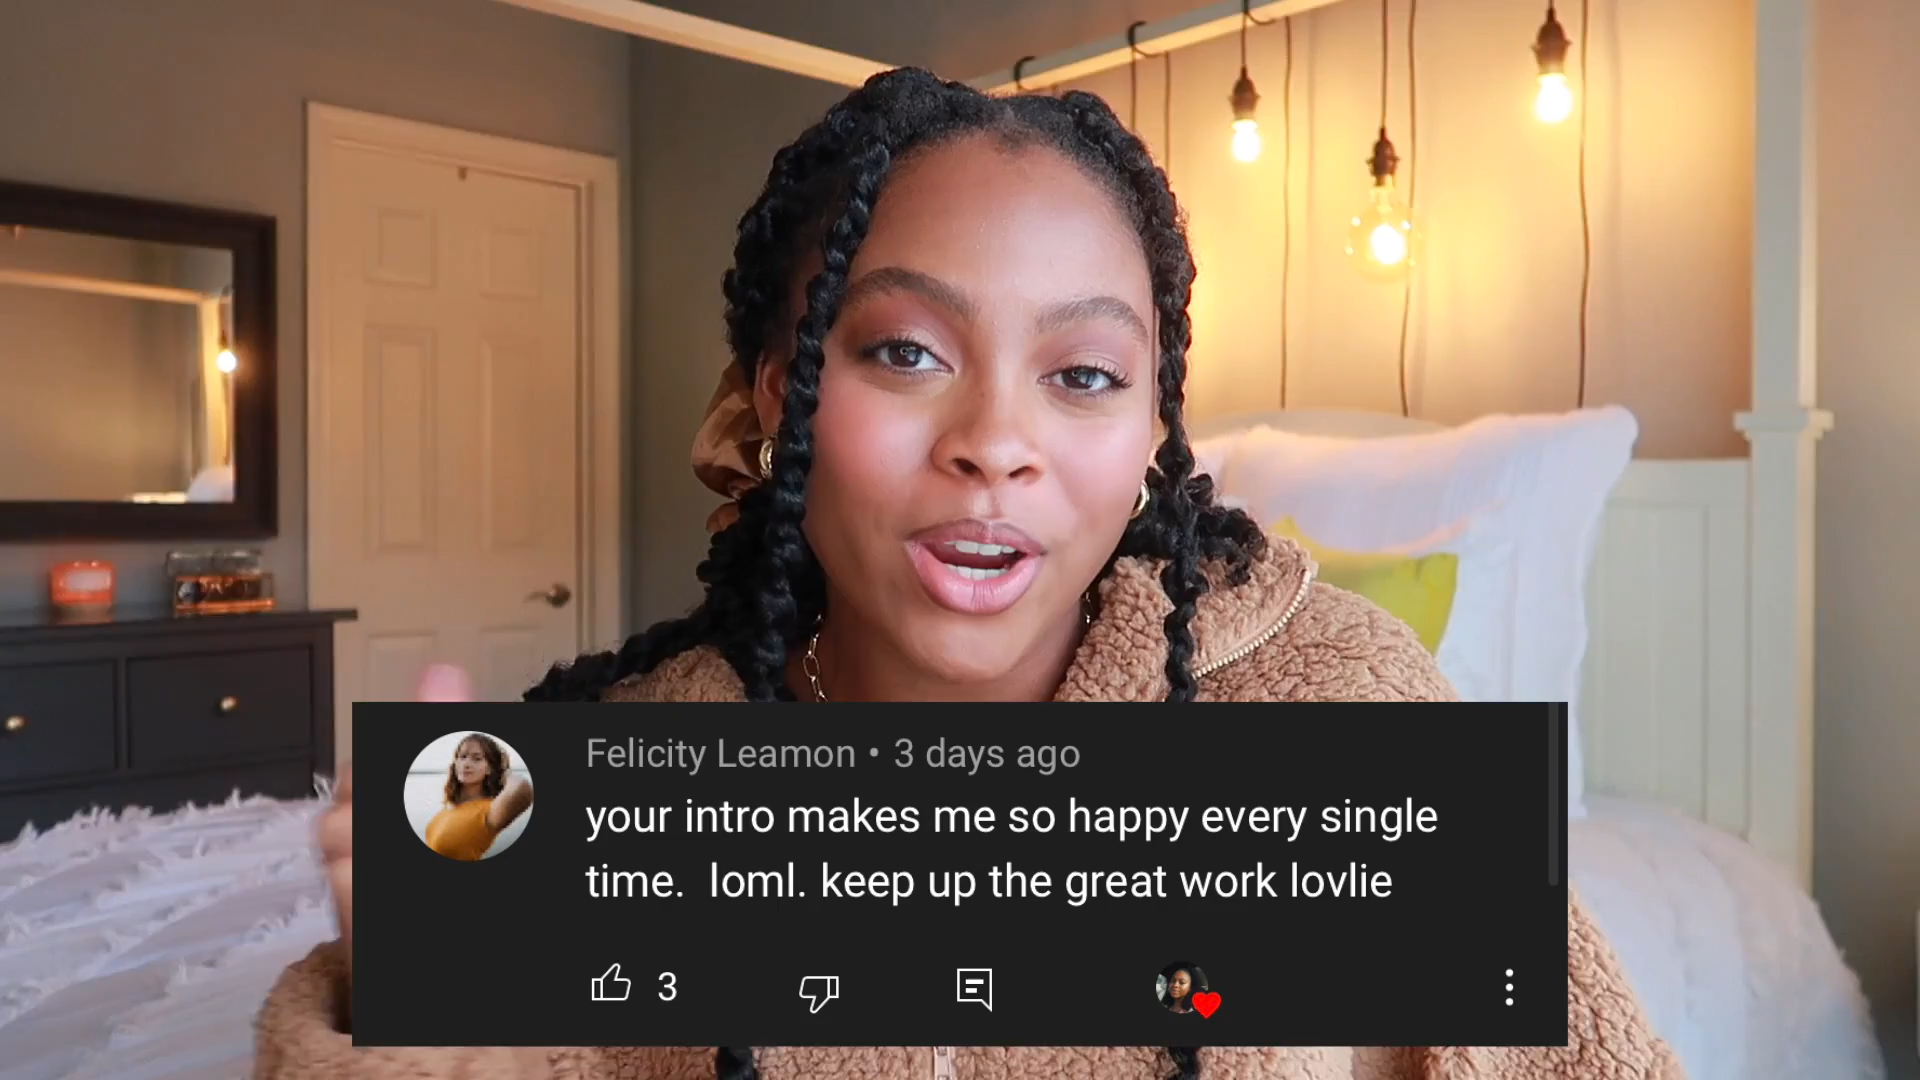 Felicity Leamon • 3 days ago
your intro makes me so happy every single
time.  loml. keep up the great work lovlie
3